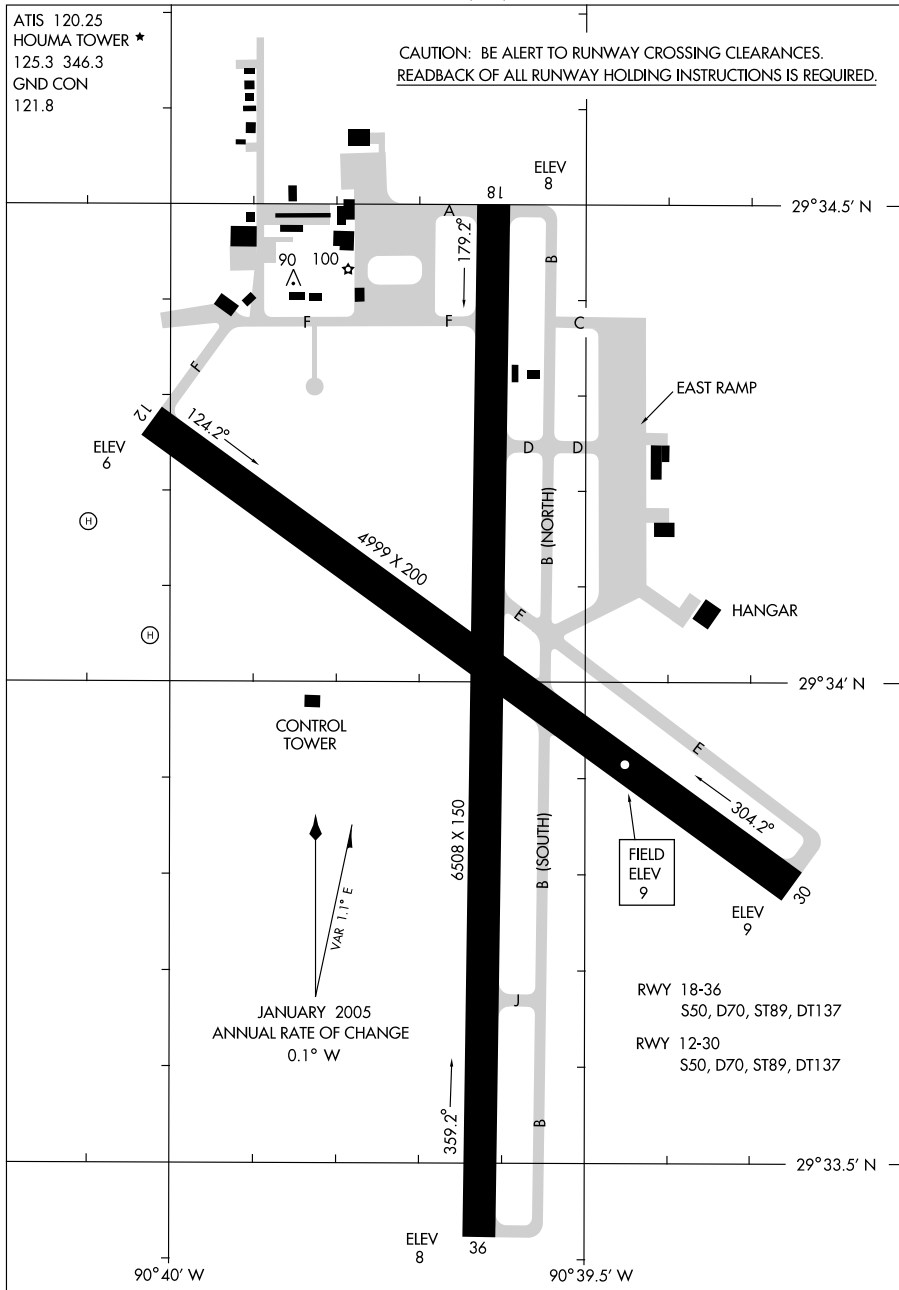 ATIS 120.25
HOUMA TOWER
125.3 346.3
GND CON
121.8
CAUTION: BE ALERT TO RUNWAY CROSSING CLEARANCES.
READBACK OF ALL RUNWAY HOLDING INSTRUCTIONS IS REQUIRED.
ELEV
8
18
29°34.5' N
A
179.2°
B
90
100
F
F
C
F
EAST RAMP
12
124.2°
ELEV
6
D
D
H
4999 X 200
B (NORTH)
E
HANGAR
H
29°34' N
CONTROL
TOWER
E
304.2°
6508 X 150
B (SOUTH)
FIELD
ELEV
9
30
ELEV
9
VAR 1.1° E
JANUARY 2005
ANNUAL RATE OF CHANGE
0.1° W
J
RWY 18-36
S50, D70, ST89, DT137
RWY 12-30
S50, D70, ST89, DT137
359.2°
B
29°33.5' N
ELEV
8
36
90°40' W
90°39.5' W